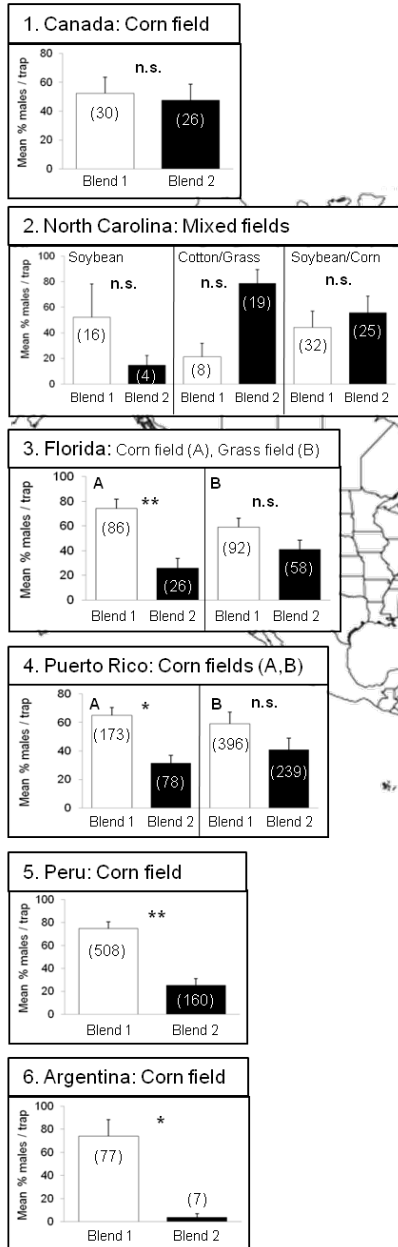 1. Canada: Corn field
Mean % males / trap
80
60
40
20
0
n.s.
(30)
(26)
Blend 1
Blend 2
2. North Carolina: Mixed fields
Mean % males / trap
100
80
60
40
20
0
Soybean
n.s.
(16)
(4)
Blend 1
Blend 2
Cotton/Grass
n.s.
(8)
(19)
Blend 1
Blend 2
Soybean/Corn
n.s.
(32)
(25)
Blend 1
Blend 2
3. Florida: Corn field (A), Grass field (B)
Mean % males / trap
100
80
60
40
20
0
A
**
(86)
(26)
Blend 1
Blend 2
B
n.s.
(92)
(58)
Blend 1
Blend 2
4. Puerto Rico: Corn fields (A,B)
Mean % males / trap
80
60
40
20
0
A
*
(173)
(78)
Blend 1
Blend 2
B
n.s.
(396)
(239)
Blend 1
Blend 2
5. Peru: Corn field
Mean % males / trap
100
80
60
40
20
0
**
(508)
(160)
Blend 1
Blend 2
6. Argentina: Corn field
Mean % males / trap
100
80
60
40
20
0
*
(77)
(7)
Blend 1
Blend 2